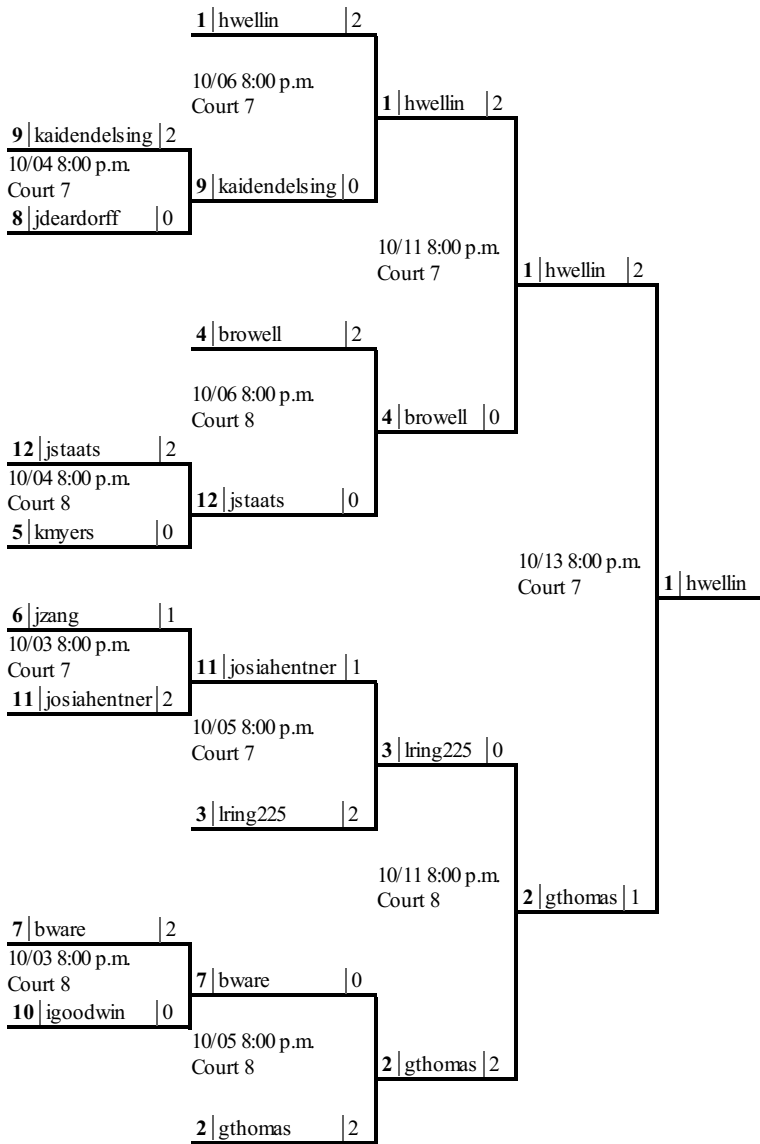 1 hwellin 2
10/06 8:00 p.m.
Court 7
1 hwellin 2
9 kaidendelsing 2
10/04 8:00 p.m.
Court 7
9 kaidendelsing 0
8 jdeardorff 0
10/11 8:00 p.m.
Court 7
1 hwellin 2
4 browell 2
10/06 8:00 p.m.
Court 8
4 browell 0
12 jstaats 2
10/04 8:00 p.m.
Court 8
12 jstaats 0
5 kmyers 0
10/13 8:00 p.m.
Court 7
1 hwellin
6 jzang 1
10/03 8:00 p.m.
Court 7
11 josiahentner 1
11 josiahentner 2
10/05 8:00 p.m.
Court 7
3 lring225 0
3 lring225 2
10/11 8:00 p.m.
Court 8
2 gthomas 1
7 bware 2
10/03 8:00 p.m.
Court 8
7 bware 0
10 igoodwin 0
10/05 8:00 p.m.
Court 8
2 gthomas 2
2 gthomas 2